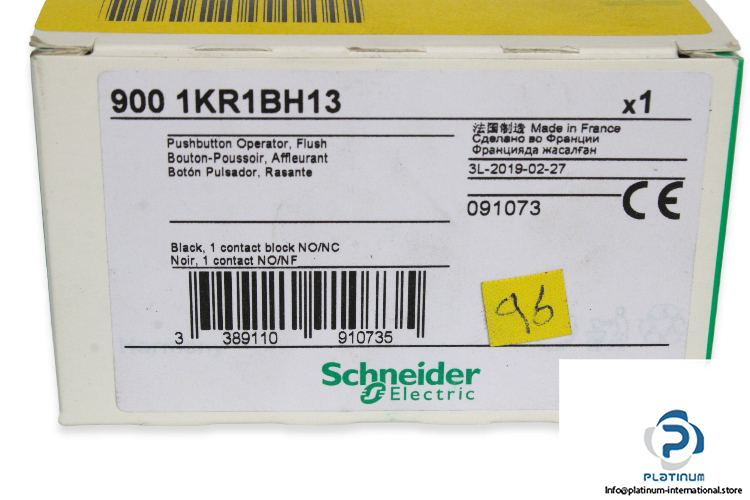 900 1KR1BH13
x1
Pushbutton Operator, Flush
Bouton-Poussoir, Affleurant
Botón Pulsador, Rasante
法国制造 Made in France
Сделано во Франции
Францияда жасалған
3L-2019-02-27
091073
CE
Black, 1 contact block NO/NC
Noir, 1 contact NO/NF
3 389110 910735
96
Schneider
Electric
PLATINUM
Info@platinum-international.store